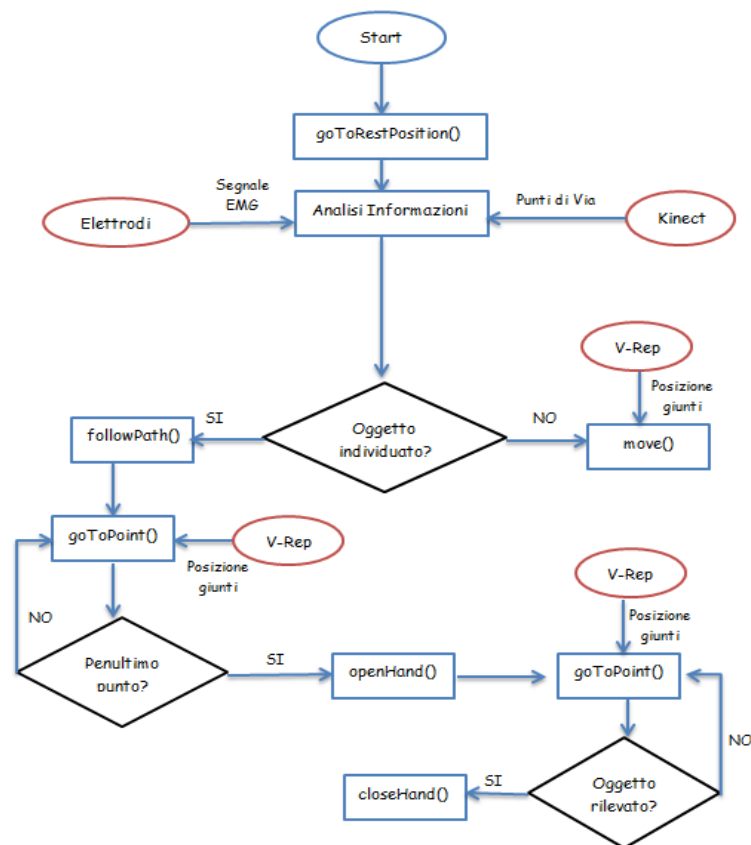 Start
goToRestPosition()
Segnale
EMG
Punti di Via
Elettrodi
Analisi Informazioni
Kinect
V-Rep
Posizione
giunti
SI
Oggetto
individuato?
NO
followPath()
move()
goToPoint()
V-Rep
Posizione
giunti
V-Rep
Posizione
giunti
NO
Penultimo
punto?
SI
openHand()
goToPoint()
NO
closeHand()
SI
Oggetto
rilevato?